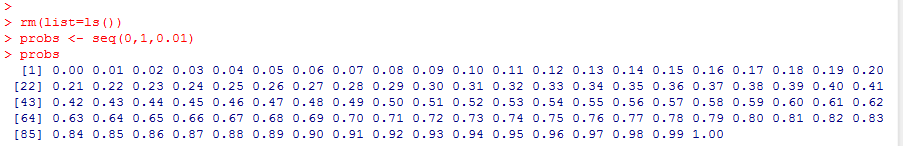 >
> rm(list=ls())
> probs <- seq(0,1,0.01)
> probs
[1] 0.00 0.01 0.02 0.03 0.04 0.05 0.06 0.07 0.08 0.09 0.10 0.11 0.12 0.13 0.14 0.15 0.16 0.17 0.18 0.19 0.20
[22] 0.21 0.22 0.23 0.24 0.25 0.26 0.27 0.28 0.29 0.30 0.31 0.32 0.33 0.34 0.35 0.36 0.37 0.38 0.39 0.40 0.41
[43] 0.42 0.43 0.44 0.45 0.46 0.47 0.48 0.49 0.50 0.51 0.52 0.53 0.54 0.55 0.56 0.57 0.58 0.59 0.60 0.61 0.62
[64] 0.63 0.64 0.65 0.66 0.67 0.68 0.69 0.70 0.71 0.72 0.73 0.74 0.75 0.76 0.77 0.78 0.79 0.80 0.81 0.82 0.83
[85] 0.84 0.85 0.86 0.87 0.88 0.89 0.90 0.91 0.92 0.93 0.94 0.95 0.96 0.97 0.98 0.99 1.00